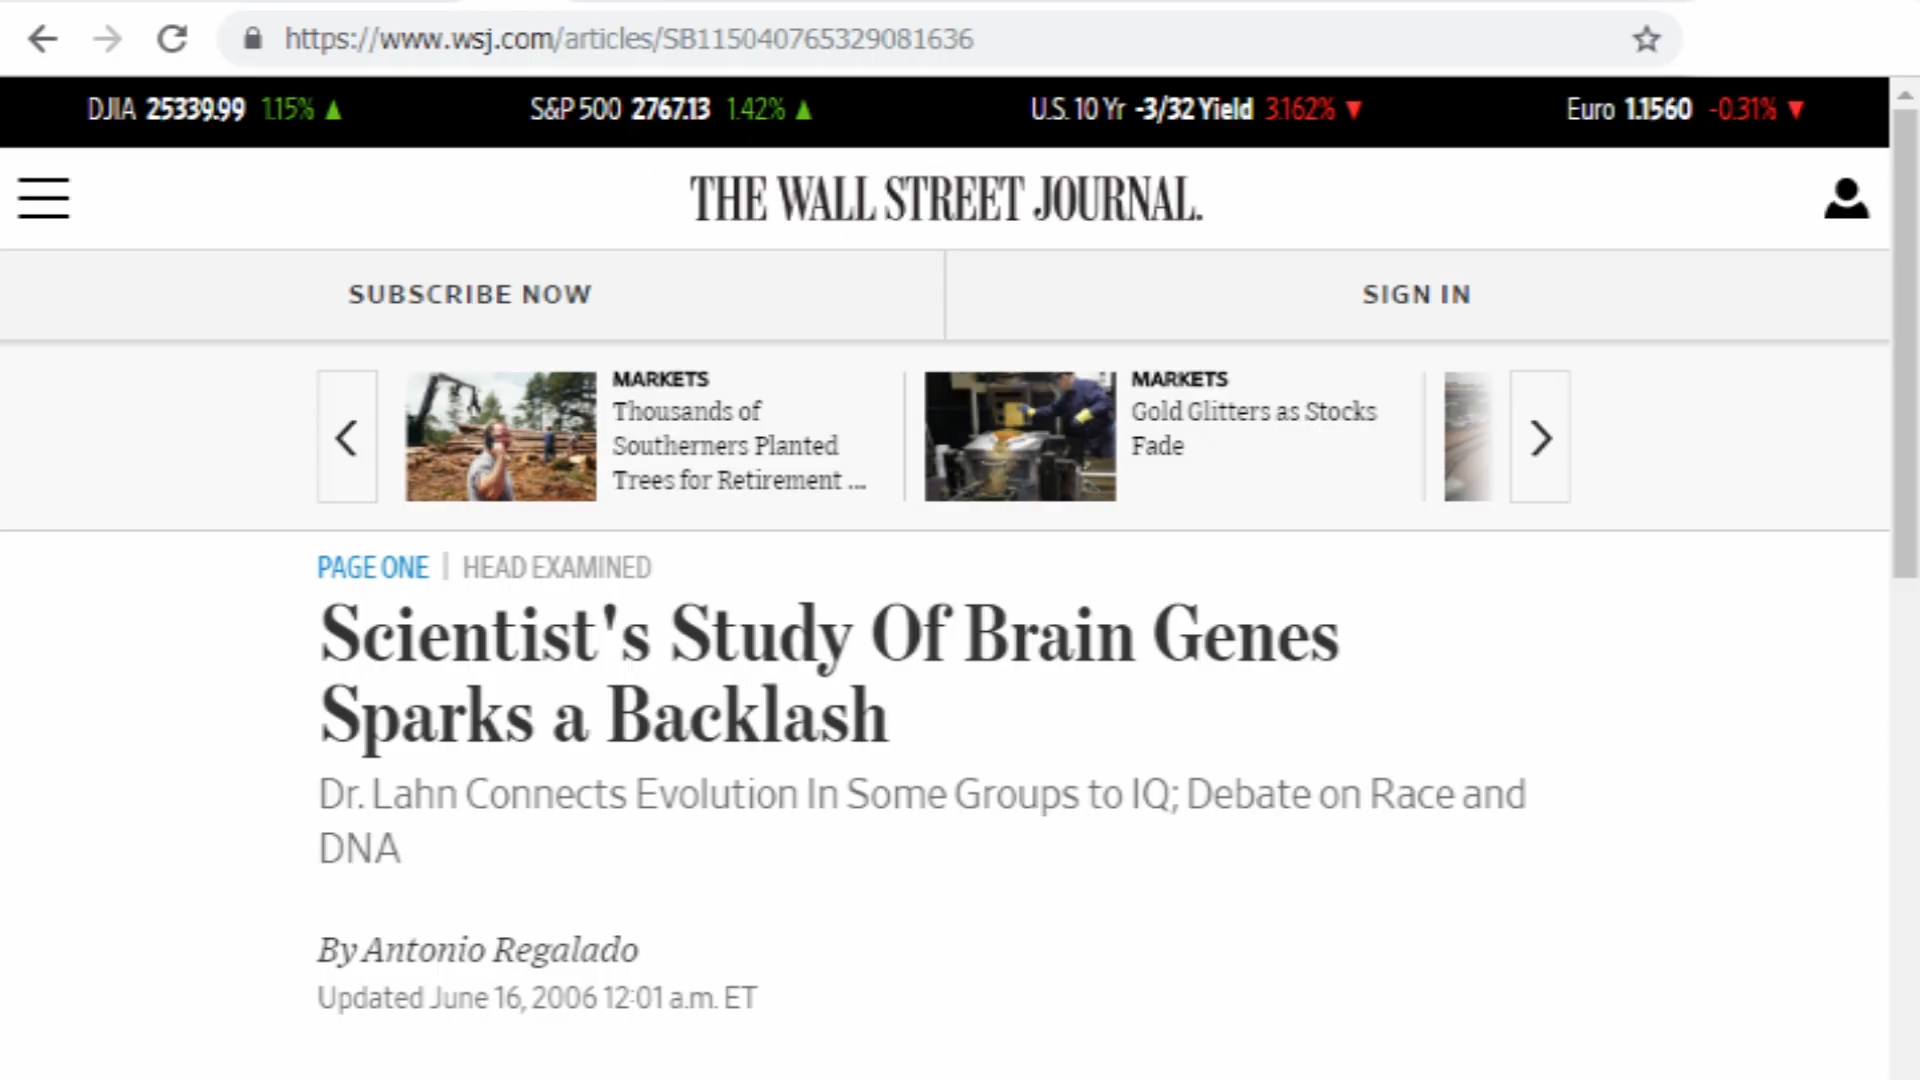 https://www.wsj.com/articles/SB115040765329081636
DJIA 25339.99 1.15% ▲ S&P 500 2767.13 1.42% ▲ U.S. 10 Yr -3/32 Yield 3.162% ▼ Euro 1.1560 -0.31% ▼
THE WALL STREET JOURNAL.
SUBSCRIBE NOW SIGN IN
MARKETS
Thousands of
Southerners Planted
Trees for Retirement ...
MARKETS
Gold Glitters as Stocks
Fade
PAGE ONE | HEAD EXAMINED
Scientist's Study Of Brain Genes
Sparks a Backlash
Dr. Lahn Connects Evolution In Some Groups to IQ; Debate on Race and
DNA
By Antonio Regalado
Updated June 16, 2006 12:01 a.m. ET